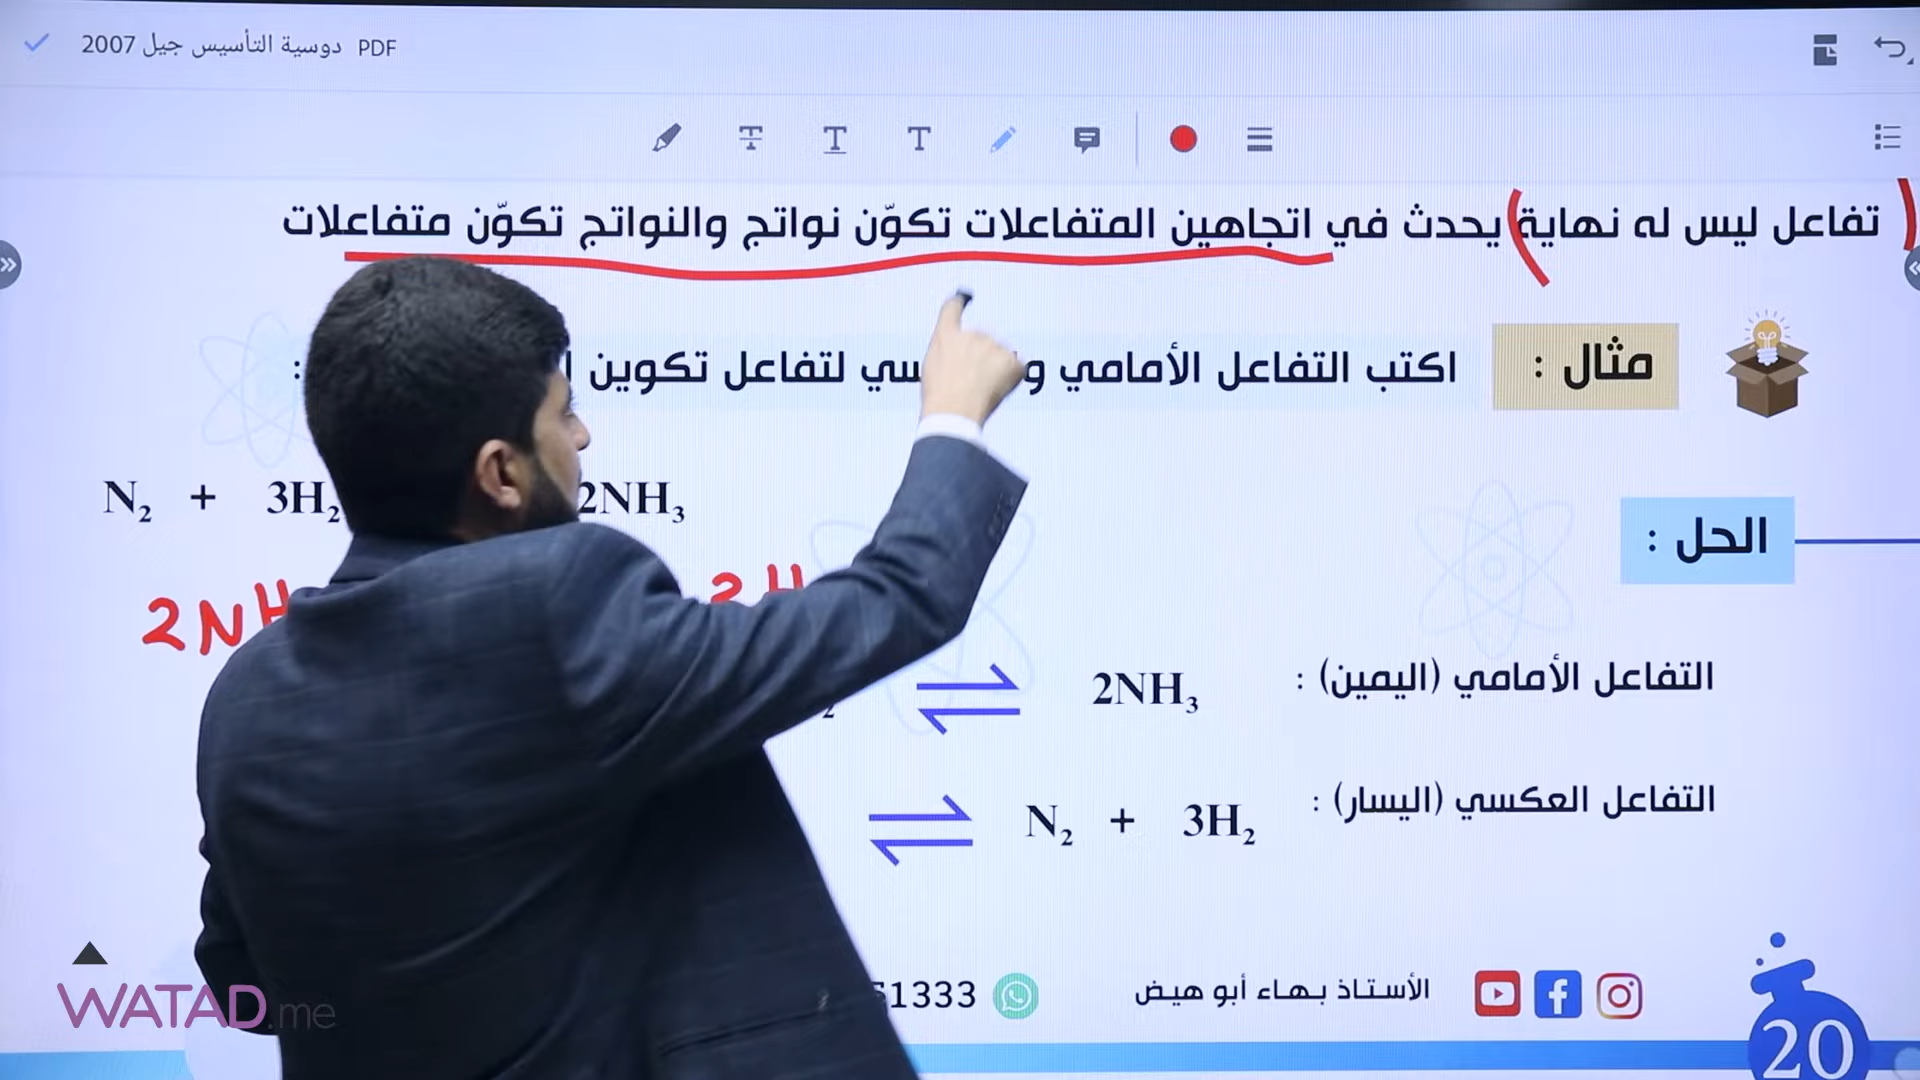 دوسية التأسيس جيل 2007 PDF
تفاعل ليس له نهاية يحدث في اتجاهين المتفاعلات تكوّن نواتج والنواتج تكوّن متفاعلات
مثال :
اكتب التفاعل الأمامي لتفاعل تكوين :
N₂ + 3H₂ 2NH₃
الحل :
2NH 3H
التفاعل الأمامي (اليمين) :
⇌ 2NH₃
التفاعل العكسي (اليسار) :
⇌ N₂ + 3H₂
الأستاذ بهاء أبو هيض
1333
WATAD.me
20